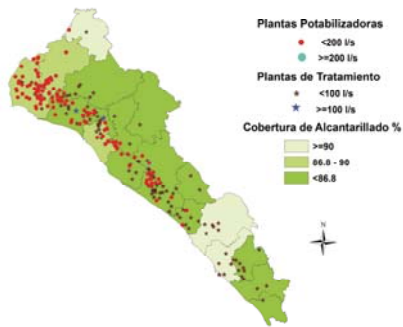 Plantas Potabilizadoras
<200 l/s
>=200 l/s
Plantas de Tratamiento
<100 l/s
>=100 l/s
Cobertura de Alcantarillado %
>=90
86.8 - 90
<86.8
N